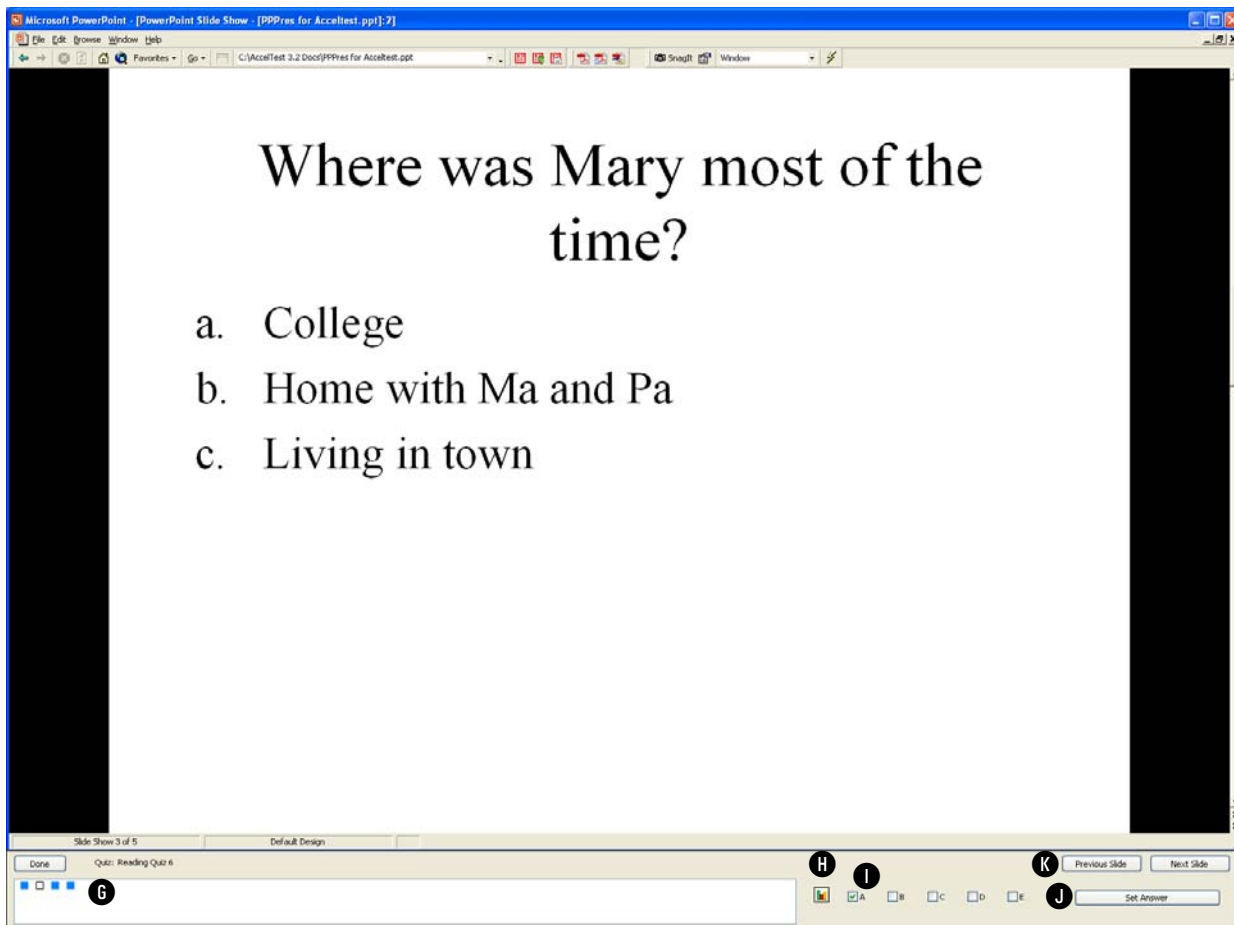 Microsoft PowerPoint - [PowerPoint Slide Show - [PPPres for Acceltest.ppt]:7]
File Edit Browse Window Help
Favorites Go C:\AccelTest 3.2 Docs\PPPres for Acceltest.ppt SnagIt Window
Where was Mary most of the
time?
a. College
b. Home with Ma and Pa
c. Living in town
Slide Show 3 of 5 Default Design
Done Quiz: Reading Quiz 6 H K Previous Slide Next Slide
G I A B C D E J Set Answer